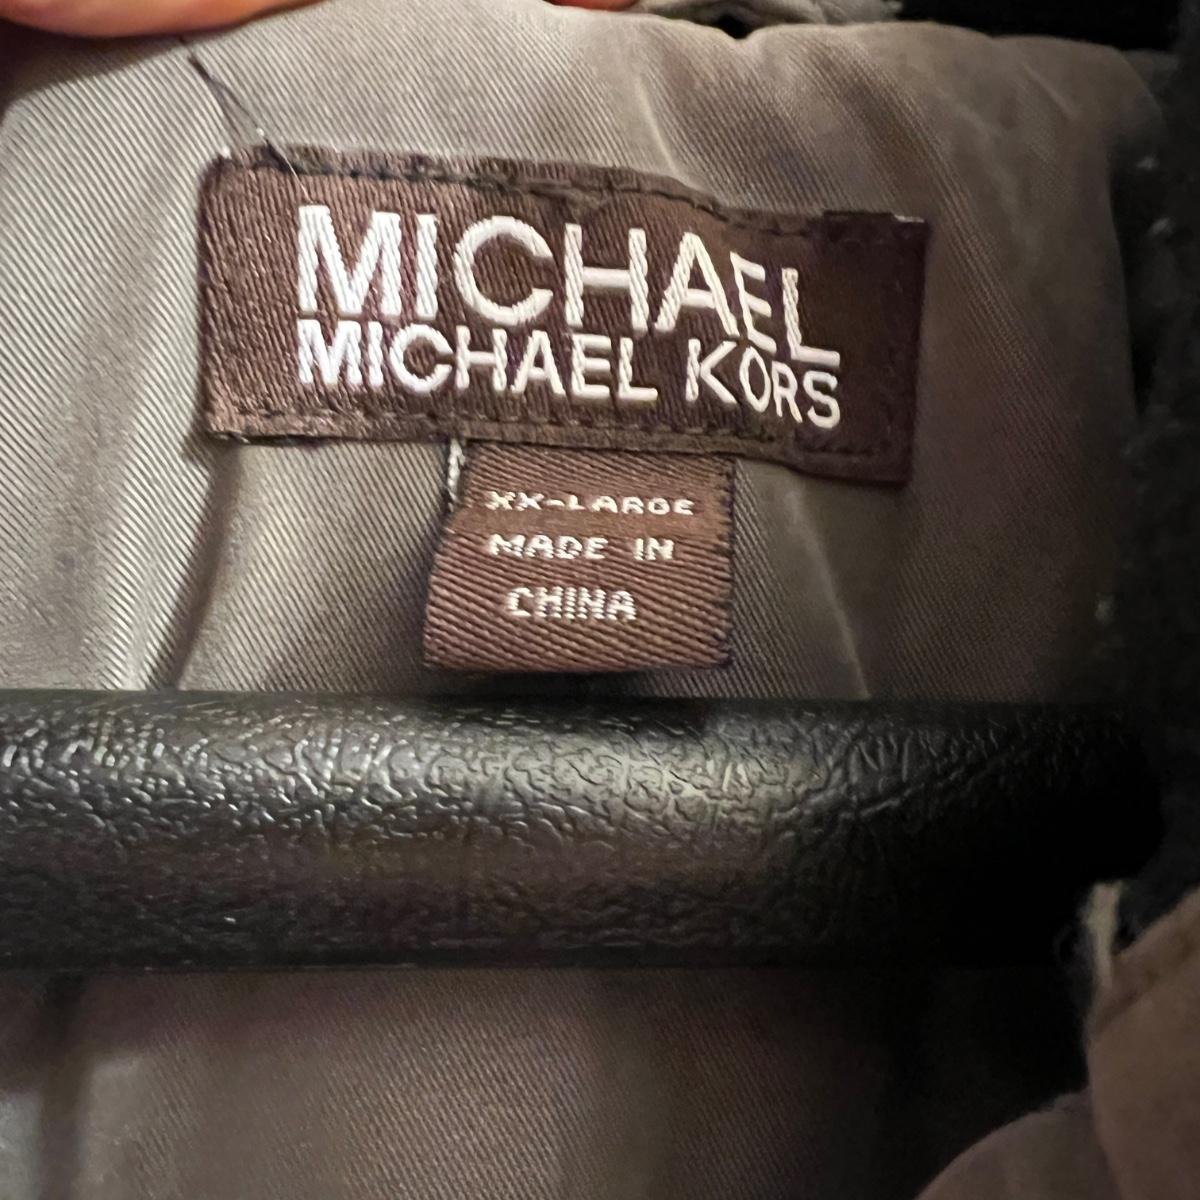 MICHAEL
MICHAEL KORS
XX-LARGE
MADE IN
CHINA